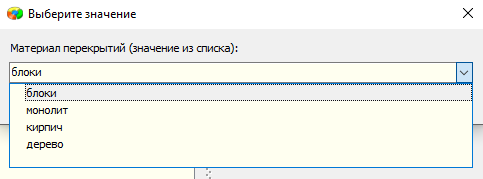 Выберите значение
Материал перекрытий (значение из списка):
блоки
блоки
монолит
кирпич
дерево